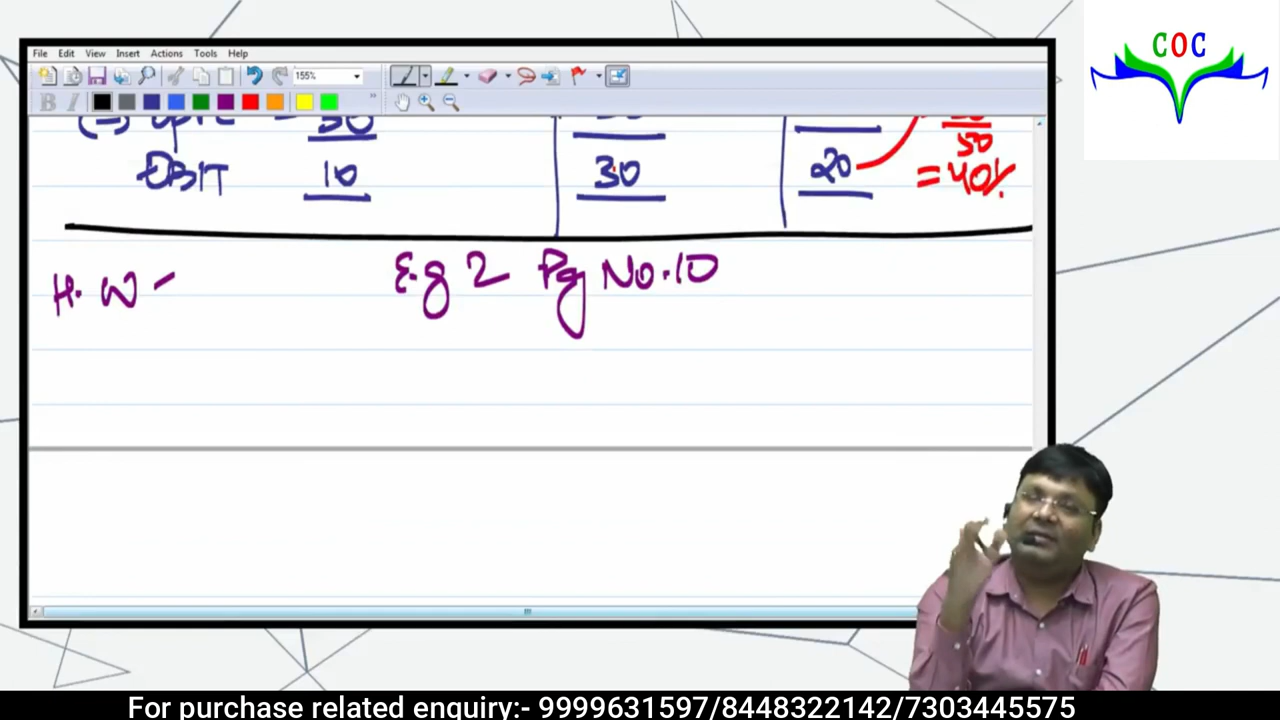 COC
File Edit View Insert Actions Tools Help
155%
B I
EBIT 10 30 20 50
= 40%
H.W - E.g 2 Pg No.10
For purchase related enquiry:- 9999631597/8448322142/7303445575